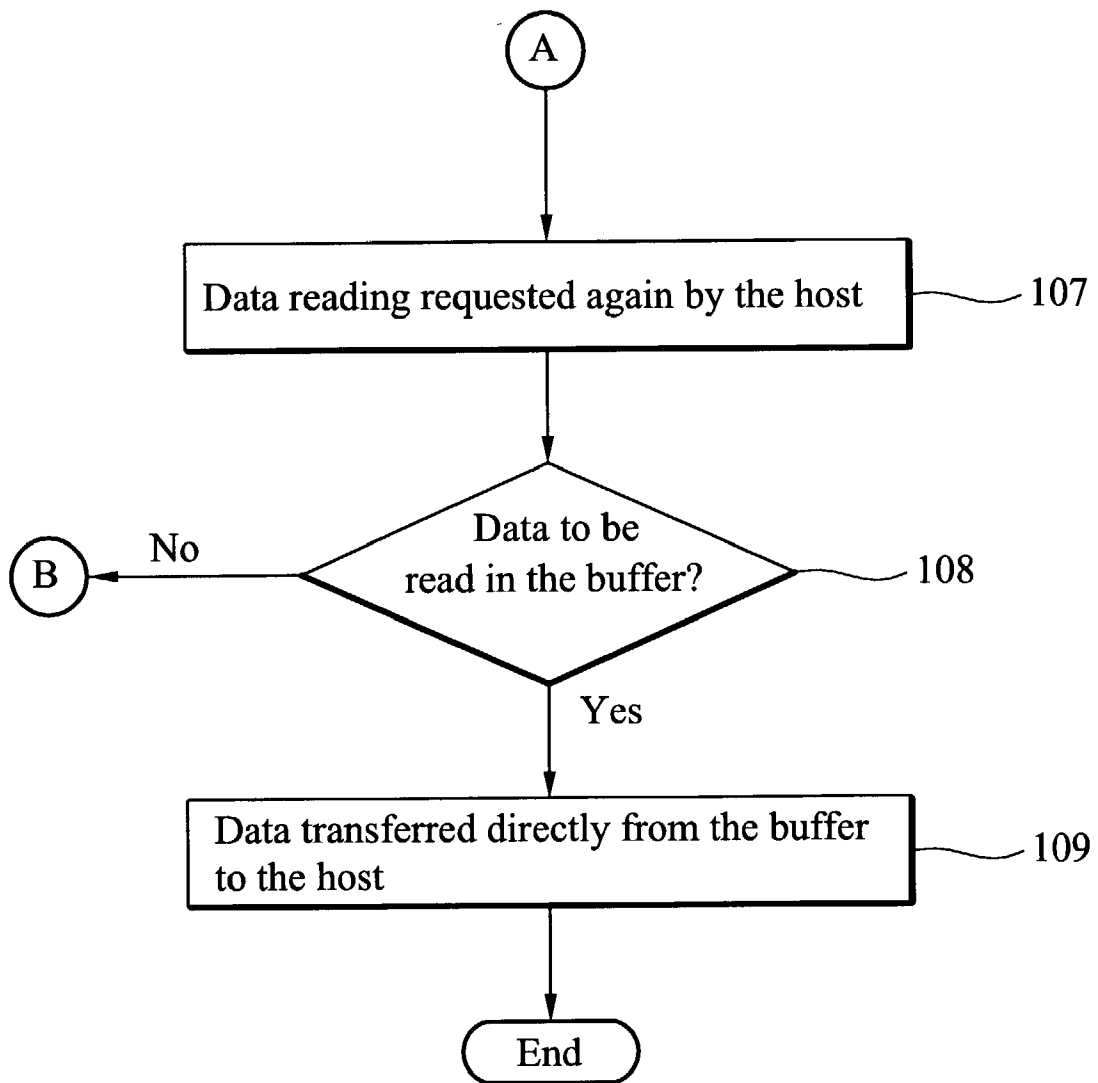 A
Data reading requested again by the host
107
Data to be
read in the buffer?
108
No
B
Yes
Data transferred directly from the buffer
to the host
109
End